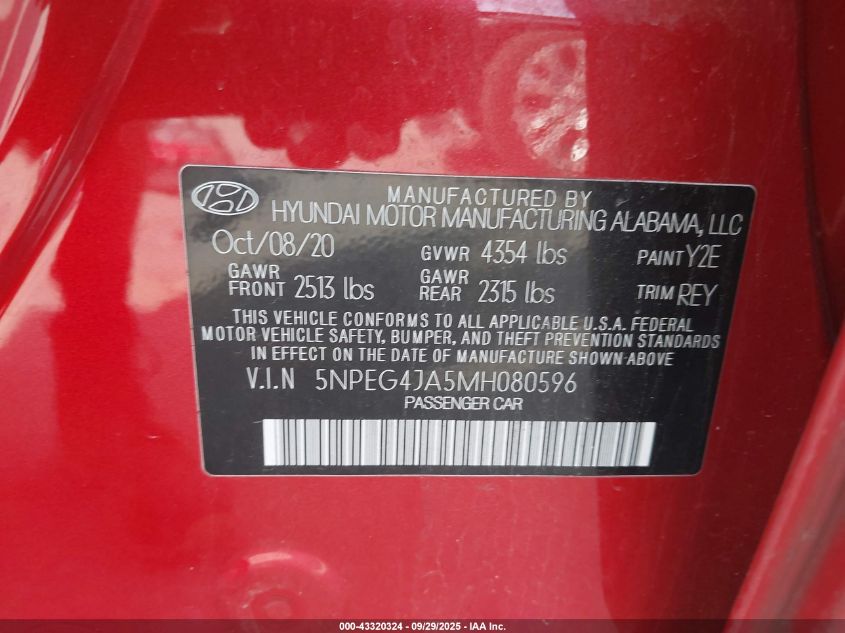 MANUFACTURED BY
HYUNDAI MOTOR MANUFACTURING ALABAMA, LLC
Oct/08/20 GVWR 4354 lbs PAINT Y2E
GAWR FRONT 2513 lbs GAWR REAR 2315 lbs TRIM REY
THIS VEHICLE CONFORMS TO ALL APPLICABLE U.S.A. FEDERAL
MOTOR VEHICLE SAFETY, BUMPER, AND THEFT PREVENTION STANDARDS
IN EFFECT ON THE DATE OF MANUFACTURE SHOWN ABOVE
V.I.N 5NPEG4JA5MH080596
PASSENGER CAR
000-43320324 - 09/29/2025 - IAA Inc.